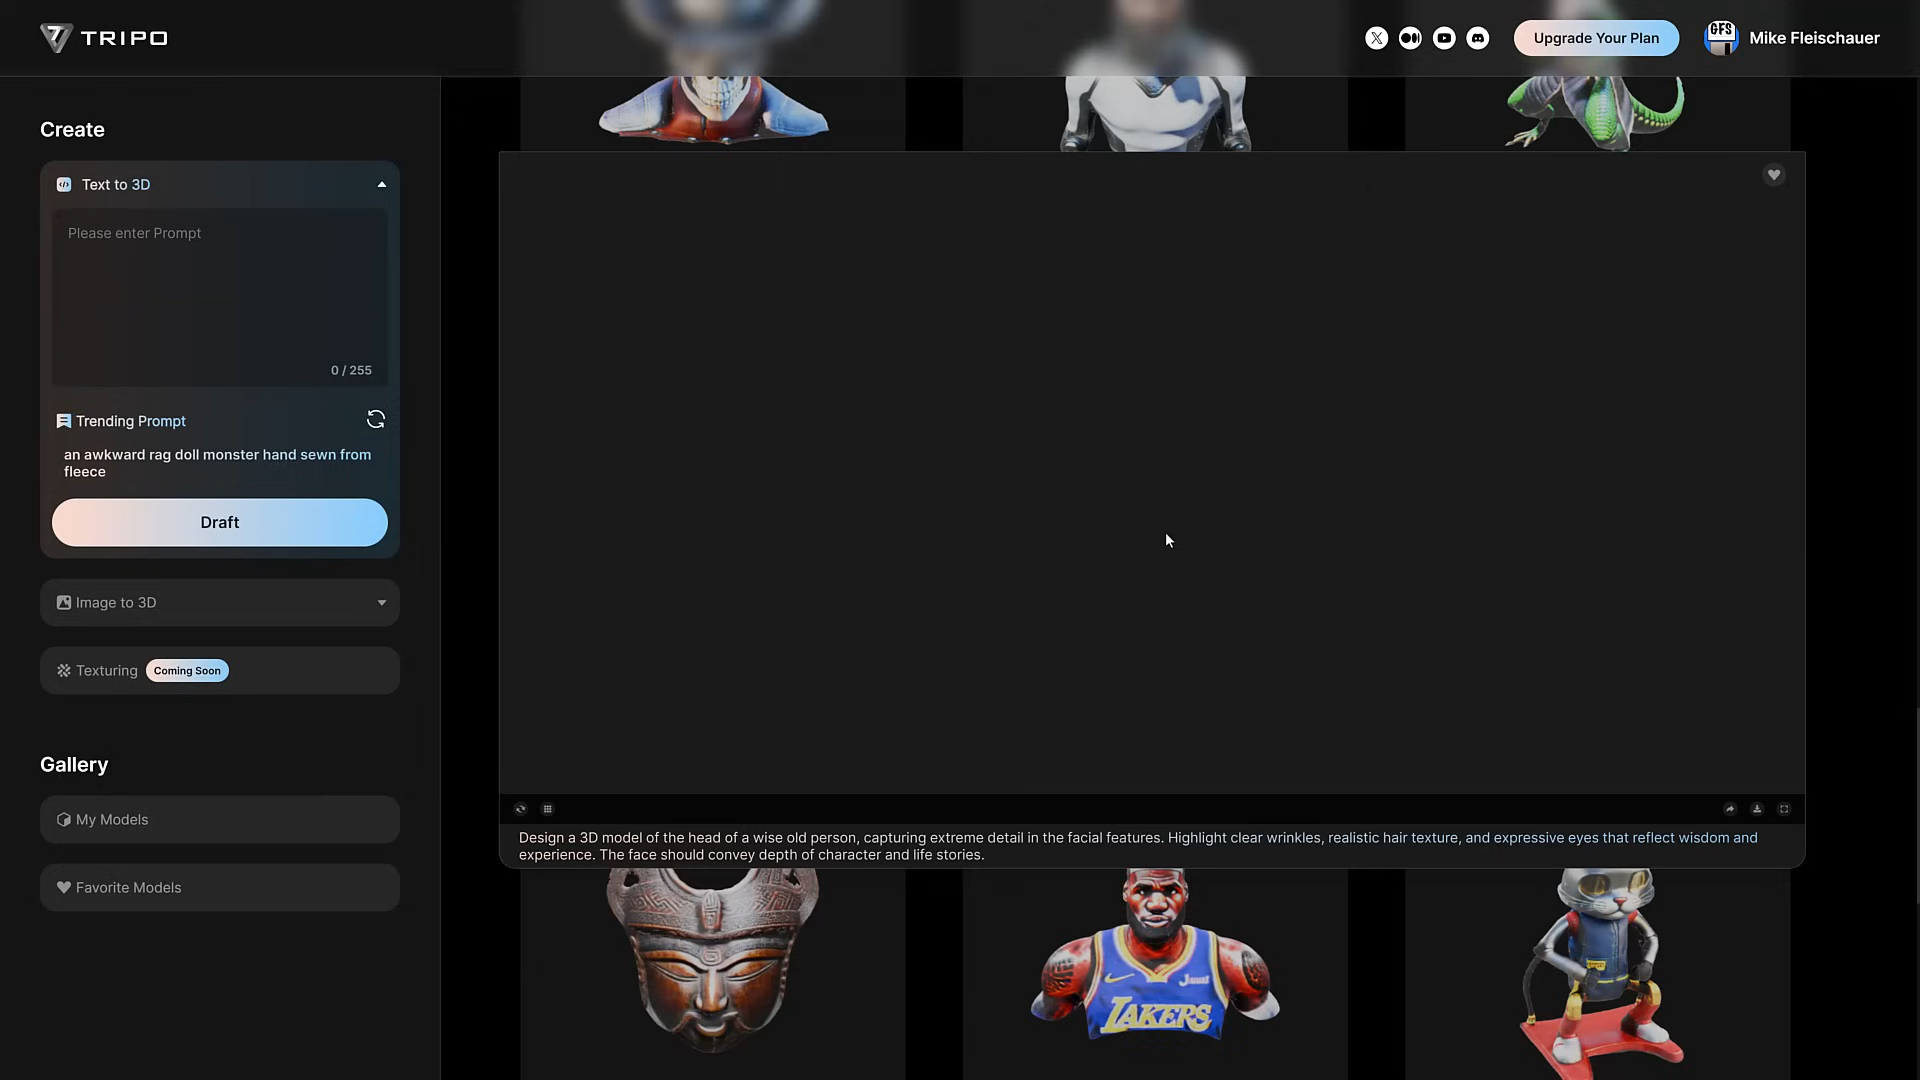 TRIPO
Upgrade Your Plan
GFS
Mike Fleischauer
Create
Text to 3D
Please enter Prompt
0 / 255
Trending Prompt
an awkward rag doll monster hand sewn from
fleece
Draft
Image to 3D
Texturing
Coming Soon
Gallery
My Models
Favorite Models
Design a 3D model of the head of a wise old person, capturing extreme detail in the facial features. Highlight clear wrinkles, realistic hair texture, and expressive eyes that reflect wisdom and
experience. The face should convey depth of character and life stories.
LAKERS